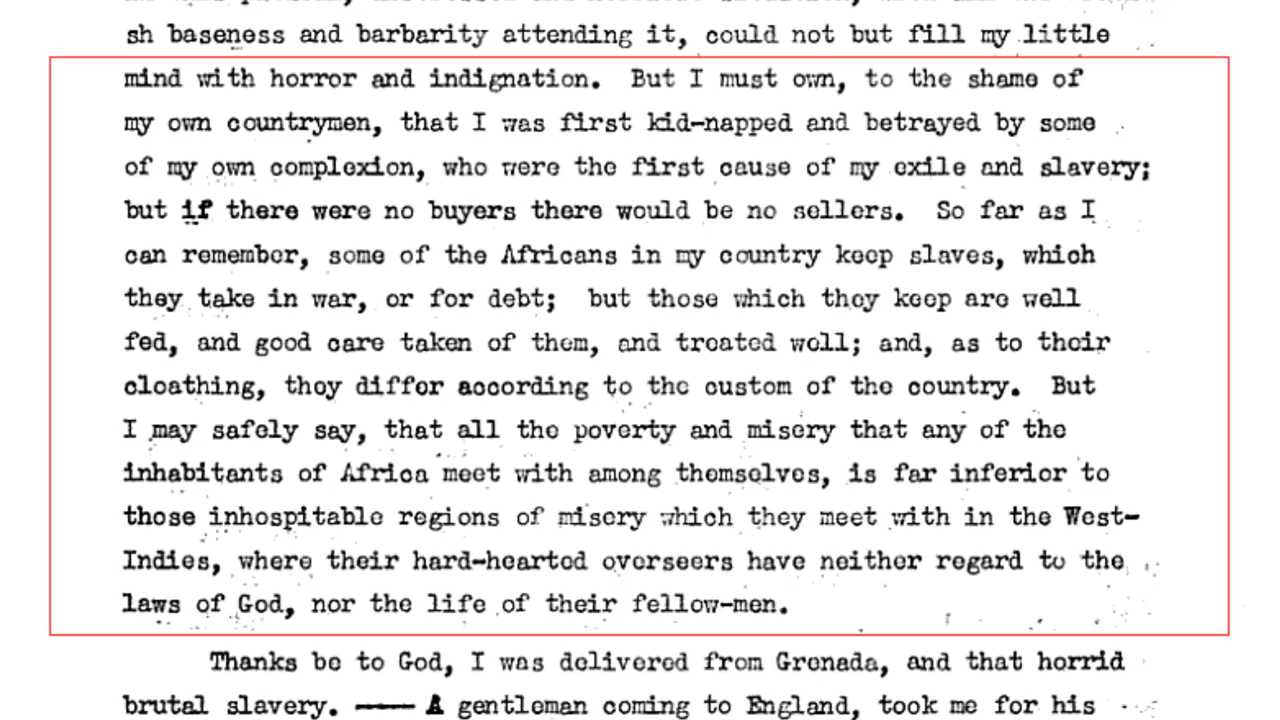 sh baseness and barbarity attending it, could not but fill my little
mind with horror and indignation. But I must own, to the shame of
my own countrymen, that I was first kid-napped and betrayed by some
of my own complexion, who were the first cause of my exile and slavery;
but if there were no buyers there would be no sellers. So far as I
can remember, some of the Africans in my country keep slaves, which
they take in war, or for debt; but those which they keep are well
fed, and good care taken of them, and treated well; and, as to their
cloathing, they differ according to the custom of the country. But
I may safely say, that all the poverty and misery that any of the
inhabitants of Africa meet with among themselves, is far inferior to
those inhospitable regions of misery which they meet with in the West-
Indies, where their hard-hearted overseers have neither regard to the
laws of God, nor the life of their fellow-men.
Thanks be to God, I was delivered from Grenada, and that horrid
brutal slavery. —— A gentleman coming to England, took me for his